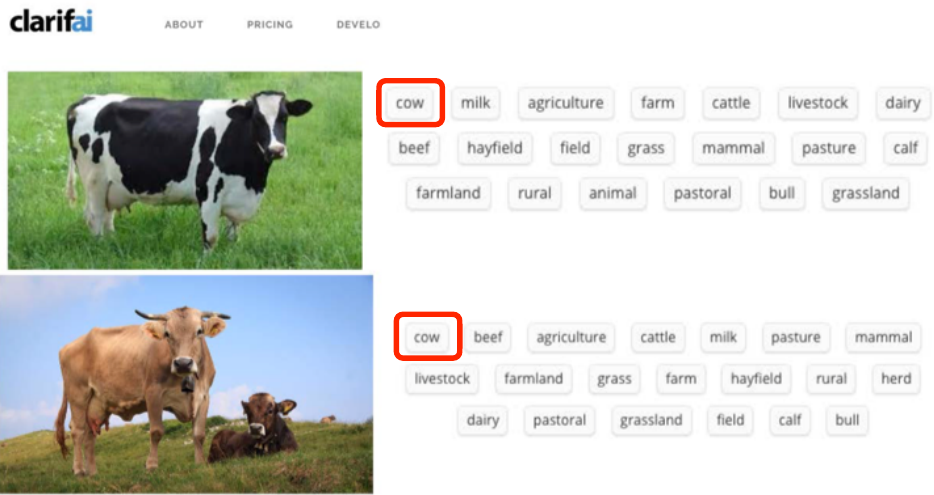 clarifai ABOUT PRICING DEVELO
cow milk agriculture farm cattle livestock dairy
beef hayfield field grass mammal pasture calf
farmland rural animal pastoral bull grassland
cow beef agriculture cattle milk pasture mammal
livestock farmland grass farm hayfield rural herd
dairy pastoral grassland field calf bull